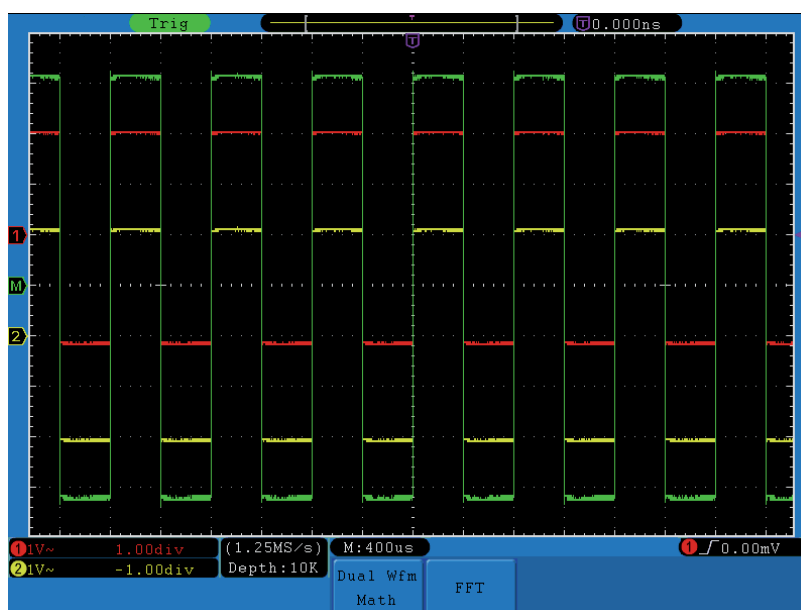 Trig
T
T 0.000ns
T
1
M
2
1 1V~ 1.00div (1.25MS/s) M:400us 1 0.00mV
2 1V~ -1.00div Depth:10K
Dual Wfm Math
FFT